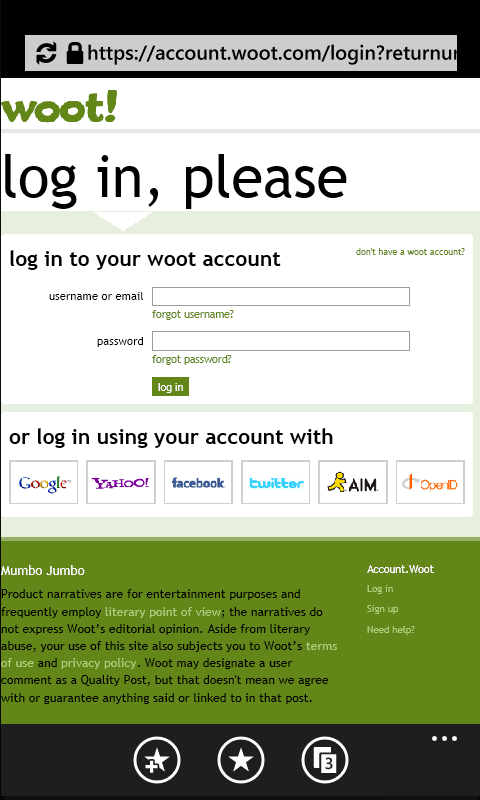 https://account.woot.com/login?returnur
woot!
log in, please
log in to your woot account
don't have a woot account?
username or email
forgot username?
password
forgot password?
log in
or log in using your account with
Google™ YAHOO! facebook twitter AIM OpenID
Mumbo Jumbo
Product narratives are for entertainment purposes and
frequently employ literary point of view; the narratives do
not express Woot's editorial opinion. Aside from literary
abuse, your use of this site also subjects you to Woot's terms
of use and privacy policy. Woot may designate a user
comment as a Quality Post, but that doesn't mean we agree
with or guarantee anything said or linked to in that post.
Account.Woot
Log in
Sign up
Need help?
3